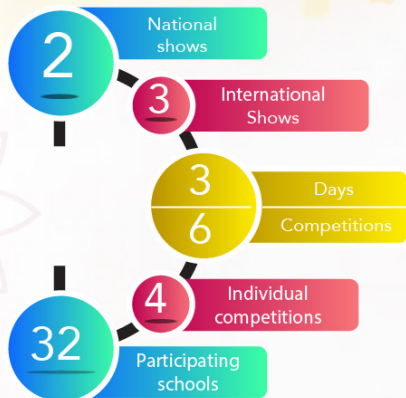 2
National
shows
3
International
Shows
3
Days
6
Competitions
4
Individual
competitions
32
Participating
schools